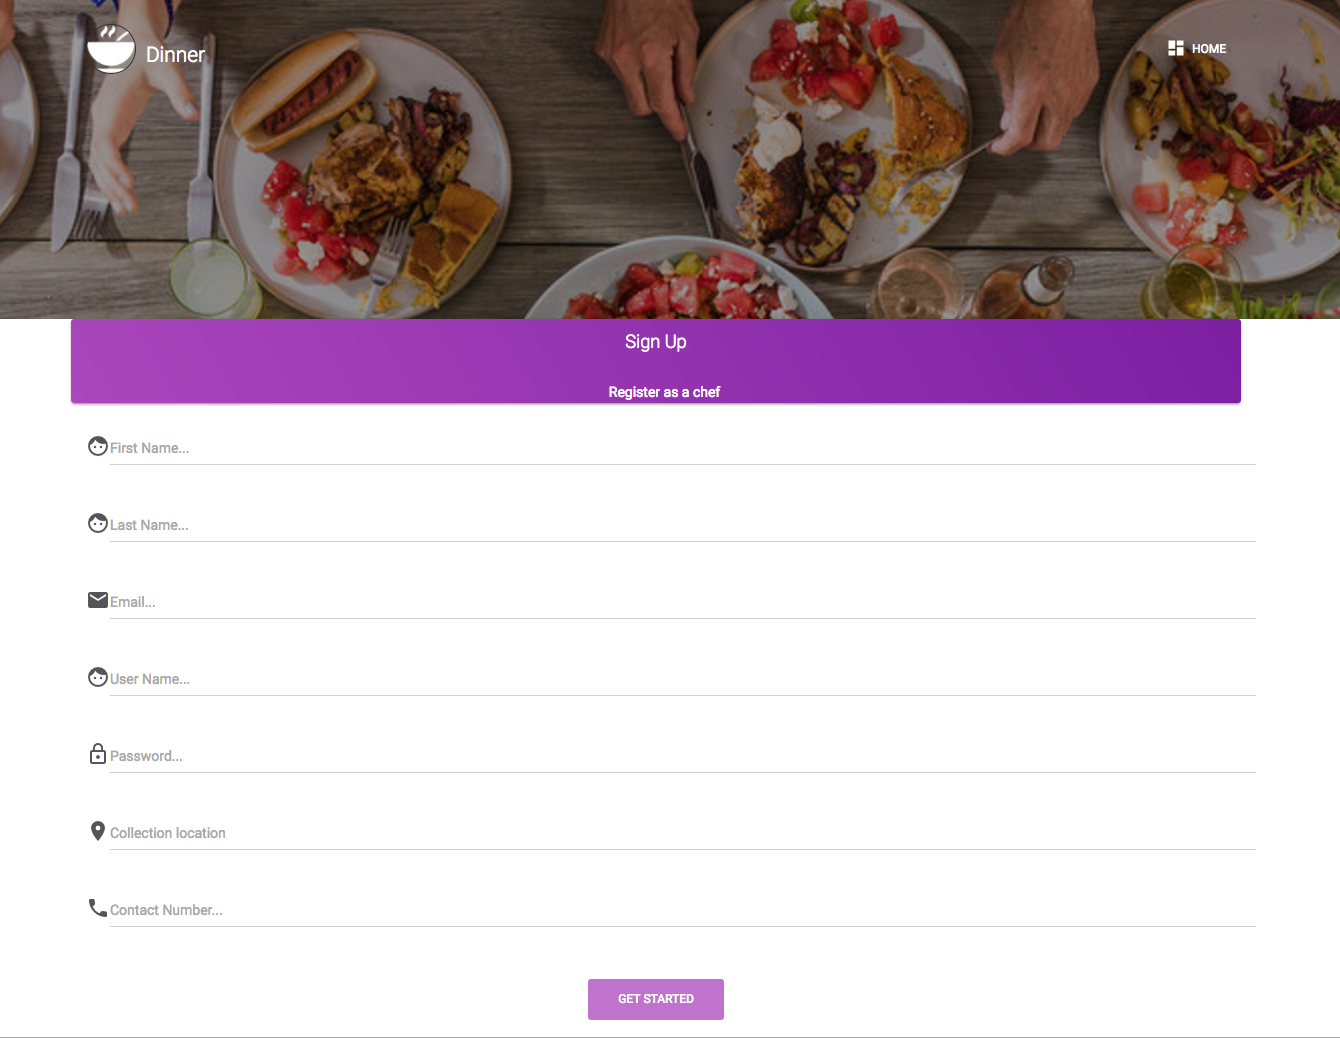 Dinner
HOME
Sign Up
Register as a chef
First Name...
Last Name...
Email...
User Name...
Password...
Collection location
Contact Number...
GET STARTED